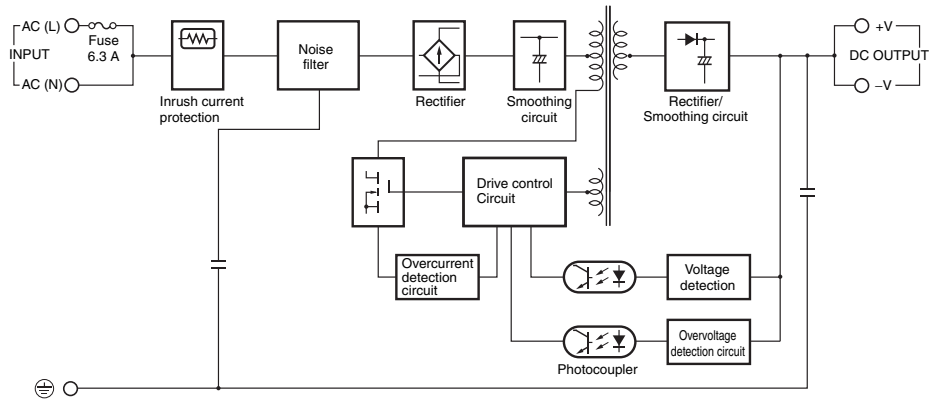 AC (L)
Fuse
6.3 A
INPUT
AC (N)
Inrush current
protection
Noise
filter
Rectifier
Smoothing
circuit
Rectifier/
Smoothing circuit
+V
DC OUTPUT
–V
Drive control
Circuit
Overcurrent
detection
circuit
Voltage
detection
Overvoltage
detection circuit
Photocoupler